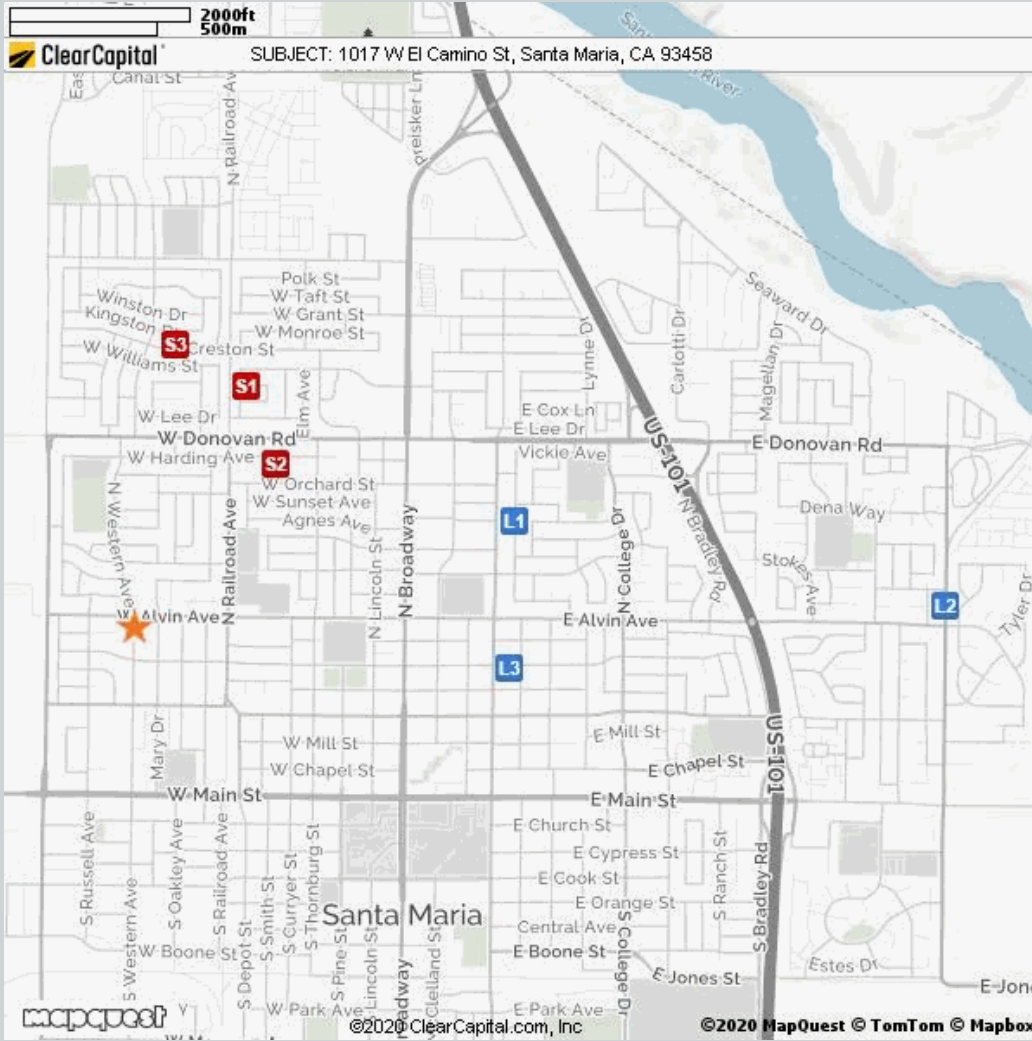 2000ft
500m
ClearCapital
SUBJECT: 1017 W El Camino St, Santa Maria, CA 93458
Canal St
N Railroad Av
Preisker Ln
River
Polk St
W Taft St
W Grant St
W Monroe St
Winston Dr
Kingston
S3
Creston St
W Williams St
S1
Elm Ave
W Lee Dr
W Donovan Rd
W Harding Ave
S2
W Orchard St
W Sunset Ave
Agnes Ave
Seaward Dr
Lynne Dr
Carlotti Dr
Magellan Dr
E Cox Ln
E Lee Dr
Vickie Ave
US-101
E Donovan Rd
N Western Ave
N Railroad Ave
N Lincoln St
N Broadway
L1
N College Dr
N Bradley Rd
Dena Way
Stokes Ave
L2
Tyler Dr
W Alvin Ave
E Alvin Ave
L3
Mary Dr
W Mill St
W Chapel St
E Mill St
E Chapel St
US-101
W Main St
E Main St
S Russell Ave
S Western Ave
S Oakley Ave
S Railroad Ave
S Depot St
S Smith St
S Curryer St
S Thornburg St
E Church St
E Cypress St
E Cook St
E Orange St
S Ranch St
S Bradley Rd
Santa Maria
Central Ave
W Boone St
E Boone St
S Pine St
S Lincoln St
S College Dr
E Jones St
Estes Dr
E Jon
W Park Ave
E Park Ave
mapquest
©2020 ClearCapital.com, Inc
©2020 MapQuest © TomTom © Mapbox